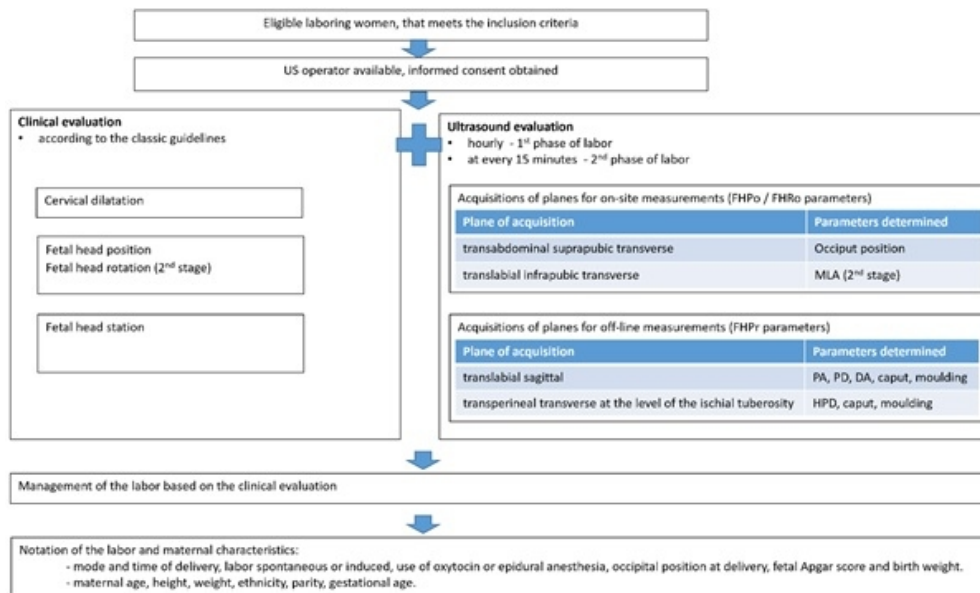 Eligible laboring women, that meets the inclusion criteria
US operator available, informed consent obtained
Clinical evaluation
• according to the classic guidelines
Cervical dilatation
Fetal head position
Fetal head rotation (2nd stage)
Fetal head station
Ultrasound evaluation
• hourly - 1st phase of labor
• at every 15 minutes - 2nd phase of labor
Acquisitions of planes for on-site measurements (FHPo / FHRo parameters)
Plane of acquisition Parameters determined
transabdominal suprapubic transverse Occiput position
translabial infrapubic transverse MLA (2nd stage)
Acquisitions of planes for off-line measurements (FHPr parameters)
Plane of acquisition Parameters determined
translabial sagittal PA, PD, DA, caput, moulding
transperineal transverse at the level of the ischial tuberosity HPD, caput, moulding
Management of the labor based on the clinical evaluation
Notation of the labor and maternal characteristics:
- mode and time of delivery, labor spontaneous or induced, use of oxytocin or epidural anesthesia, occipital position at delivery, fetal Apgar score and birth weight.
- maternal age, height, weight, ethnicity, parity, gestational age.